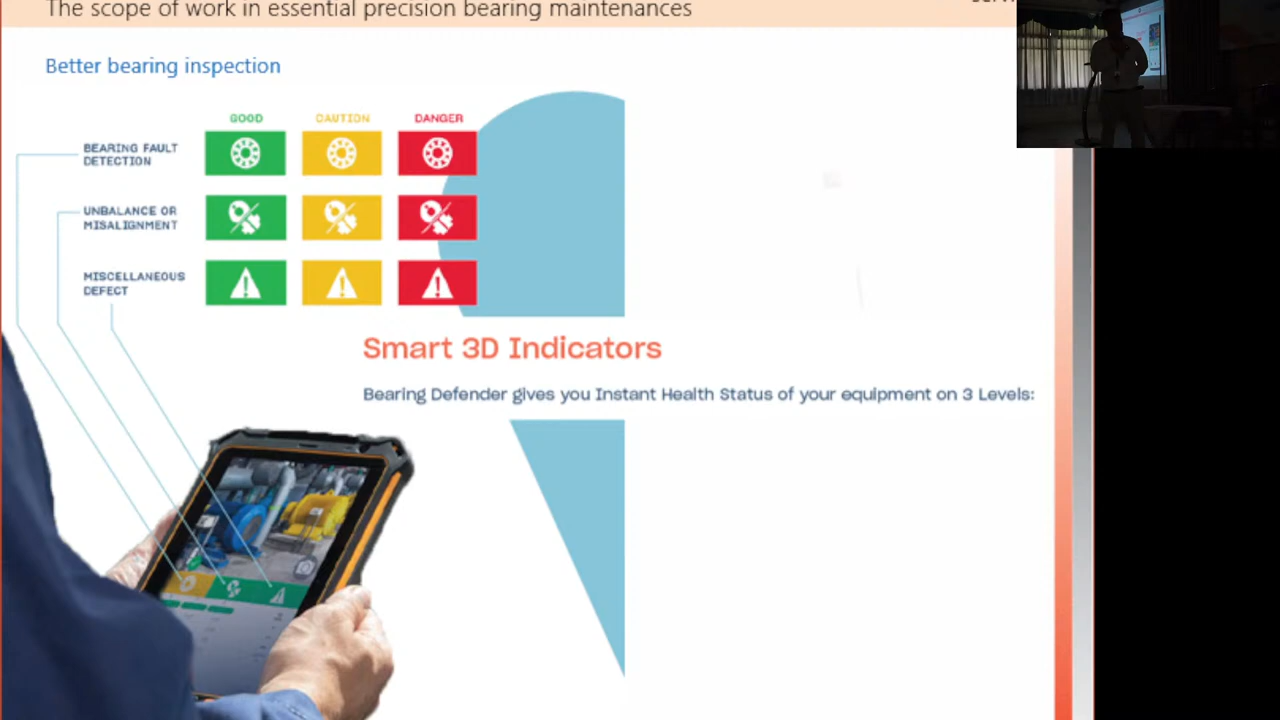 The scope of work in essential precision bearing maintenances
Better bearing inspection
GOOD CAUTION DANGER
BEARING FAULT
DETECTION
UNBALANCE OR
MISALIGNMENT
MISCELLANEOUS
DEFECT
Smart 3D Indicators
Bearing Defender gives you Instant Health Status of your equipment on 3 Levels: